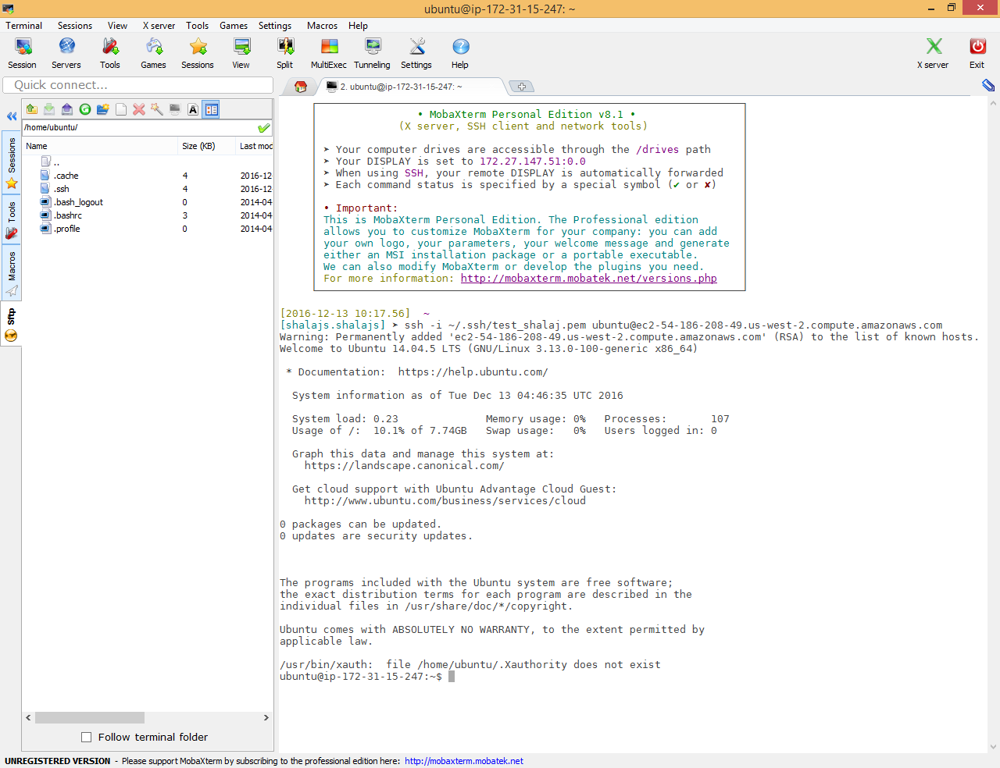 ubuntu@ip-172-31-15-247: ~
Terminal Sessions View X server Tools Games Settings Macros Help
Session Servers Tools Games Sessions View Split MultiExec Tunneling Settings Help X server Exit
Quick connect...
2. ubuntu@ip-172-31-15-247: ~
/home/ubuntu/
Name Size (KB) Last mod
..
.cache 4 2016-12-
.ssh 4 2016-12-
.bash_logout 0 2014-04
.bashrc 3 2014-04
.profile 0 2014-04
Sessions
Tools
Macros
Sftp
Follow terminal folder
• MobaXterm Personal Edition v8.1 •
(X server, SSH client and network tools)
➤ Your computer drives are accessible through the /drives path
➤ Your DISPLAY is set to 172.27.147.51:0.0
➤ When using SSH, your remote DISPLAY is automatically forwarded
➤ Each command status is specified by a special symbol (✔ or ✘)
• Important:
This is MobaXterm Personal Edition. The Professional edition
allows you to customize MobaXterm for your company: you can add
your own logo, your parameters, your welcome message and generate
either an MSI installation package or a portable executable.
We can also modify MobaXterm or develop the plugins you need.
For more information: http://mobaxterm.mobatek.net/versions.php
[2016-12-13 10:17.56] ~
[shalajs.shalajs] ➤ ssh -i ~/.ssh/test_shalaj.pem ubuntu@ec2-54-186-208-49.us-west-2.compute.amazonaws.com
Warning: Permanently added 'ec2-54-186-208-49.us-west-2.compute.amazonaws.com' (RSA) to the list of known hosts.
Welcome to Ubuntu 14.04.5 LTS (GNU/Linux 3.13.0-100-generic x86_64)
* Documentation: https://help.ubuntu.com/
System information as of Tue Dec 13 04:46:35 UTC 2016
System load: 0.23 Memory usage: 0% Processes: 107
Usage of /: 10.1% of 7.74GB Swap usage: 0% Users logged in: 0
Graph this data and manage this system at:
https://landscape.canonical.com/
Get cloud support with Ubuntu Advantage Cloud Guest:
http://www.ubuntu.com/business/services/cloud
0 packages can be updated.
0 updates are security updates.
The programs included with the Ubuntu system are free software;
the exact distribution terms for each program are described in the
individual files in /usr/share/doc/*/copyright.
Ubuntu comes with ABSOLUTELY NO WARRANTY, to the extent permitted by
applicable law.
/usr/bin/xauth: file /home/ubuntu/.Xauthority does not exist
ubuntu@ip-172-31-15-247:~$
UNREGISTERED VERSION - Please support MobaXterm by subscribing to the professional edition here: http://mobaxterm.mobatek.net